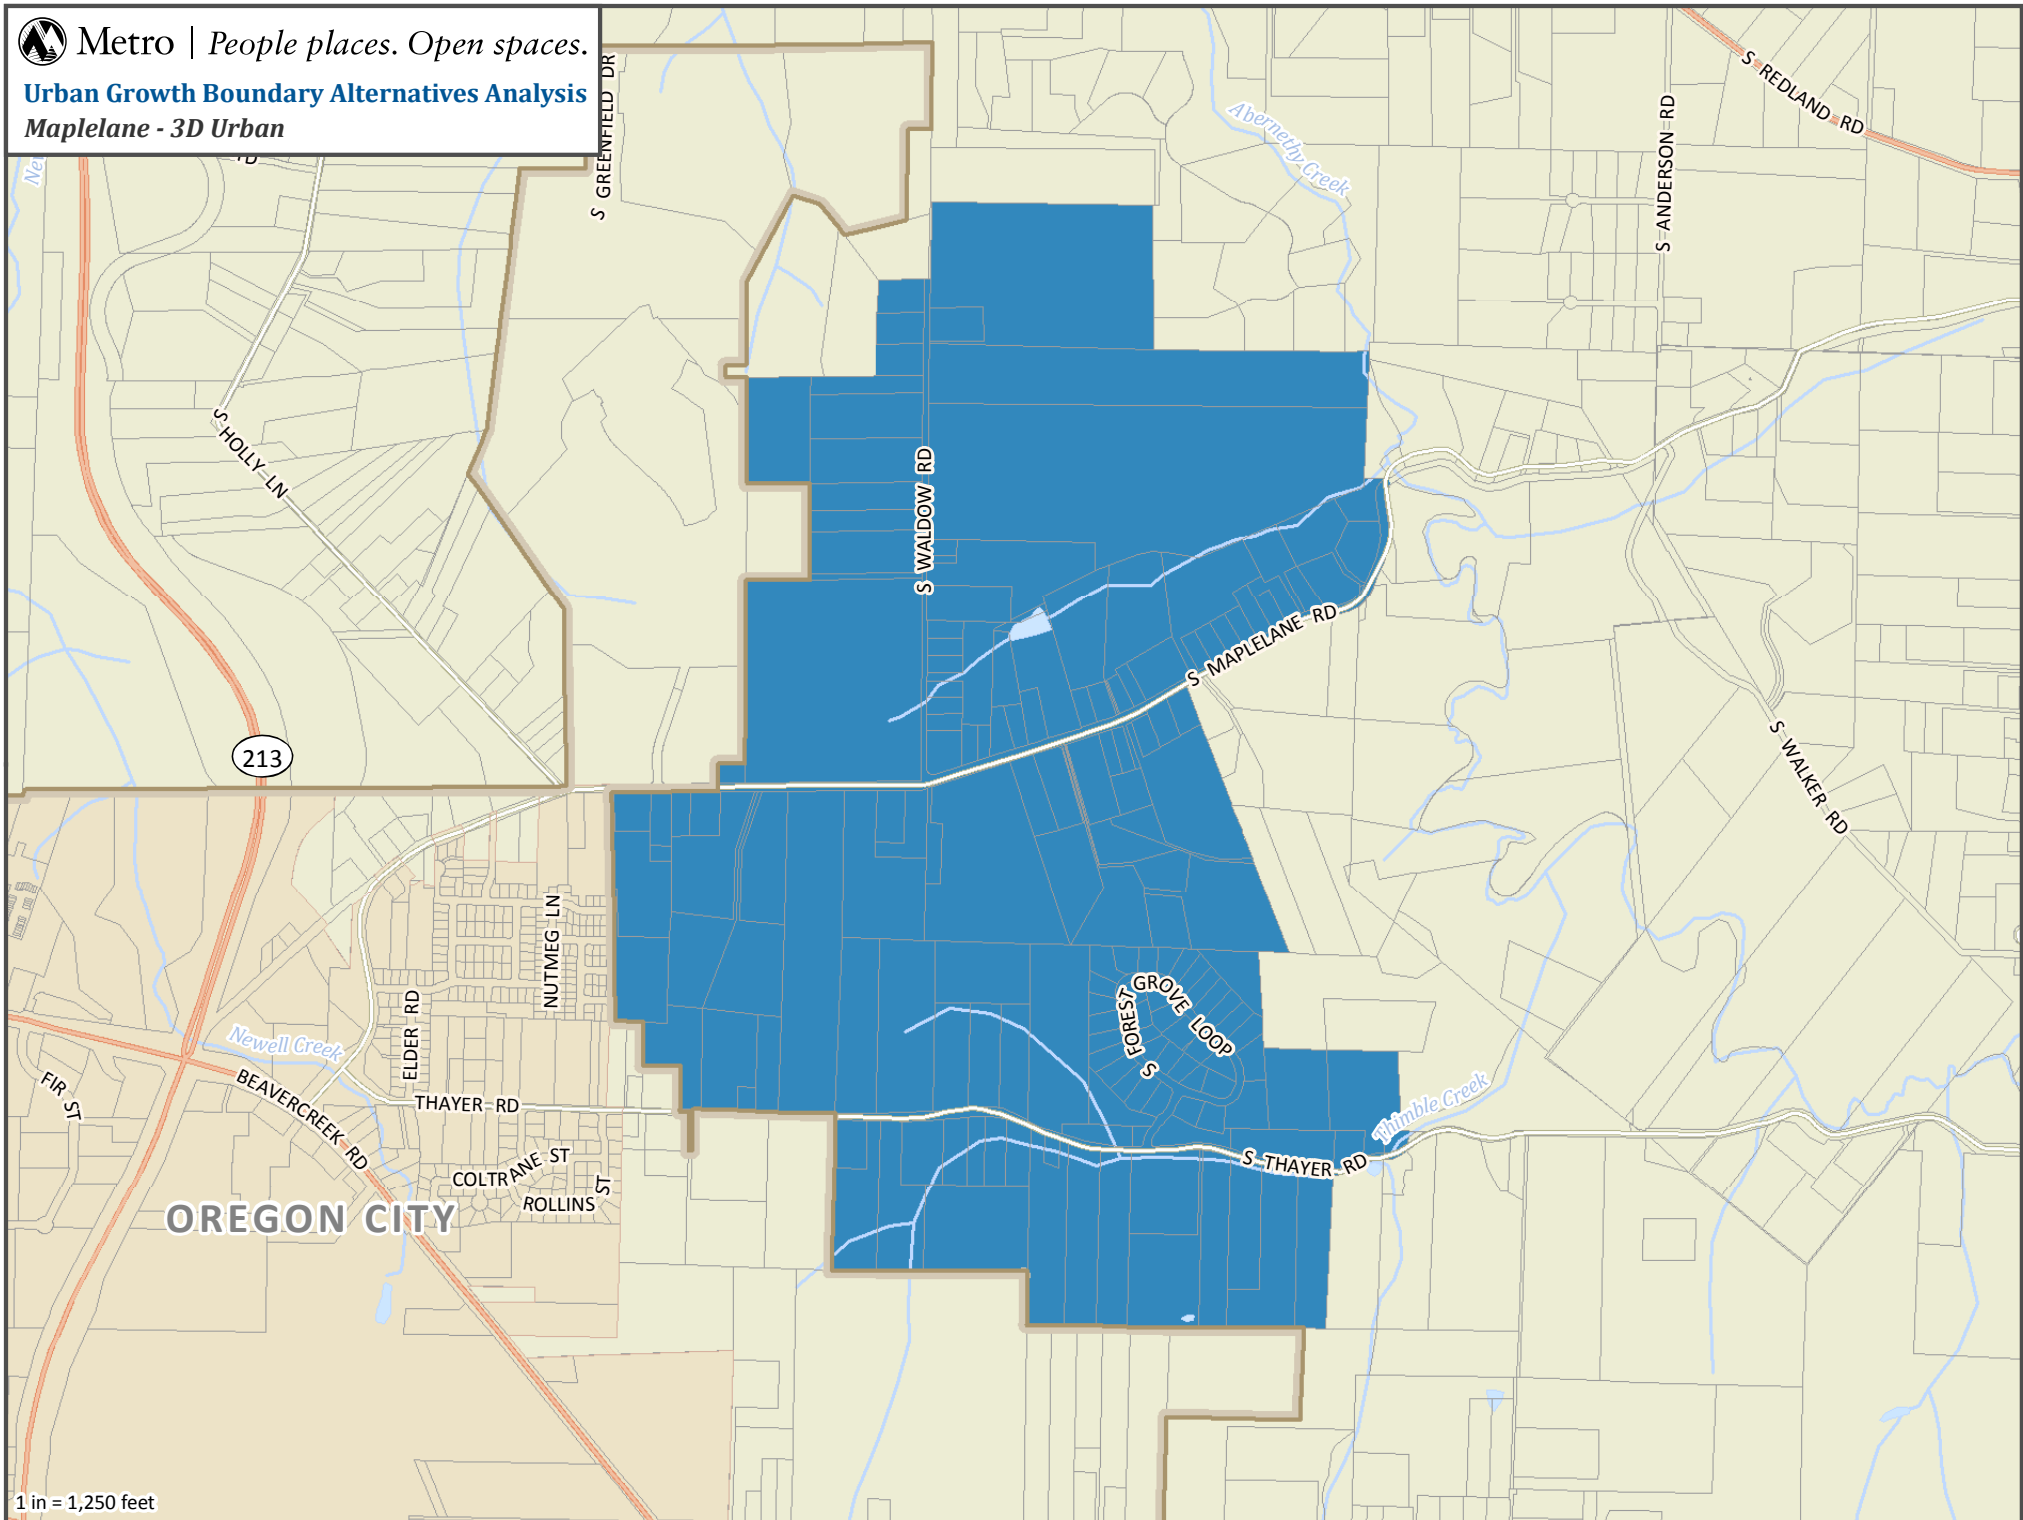 Metro | People places. Open spaces.
Urban Growth Boundary Alternatives Analysis
Maplelane - 3D Urban
S GREENFIELD DR
S REDLAND RD
S ANDERSON RD
Abernethy Creek
RD
S HOLLY LN
S WALDOW RD
S MAPLELANE RD
213
S WALKER RD
NUTMEG LN
ELDER RD
FOREST GROVE LOOP
S
Newell Creek
FIR ST
BEAVERCREEK RD
THAYER RD
Thimble Creek
S THAYER RD
COLTRANE ST
ROLLINS ST
OREGON CITY
1 in = 1,250 feet